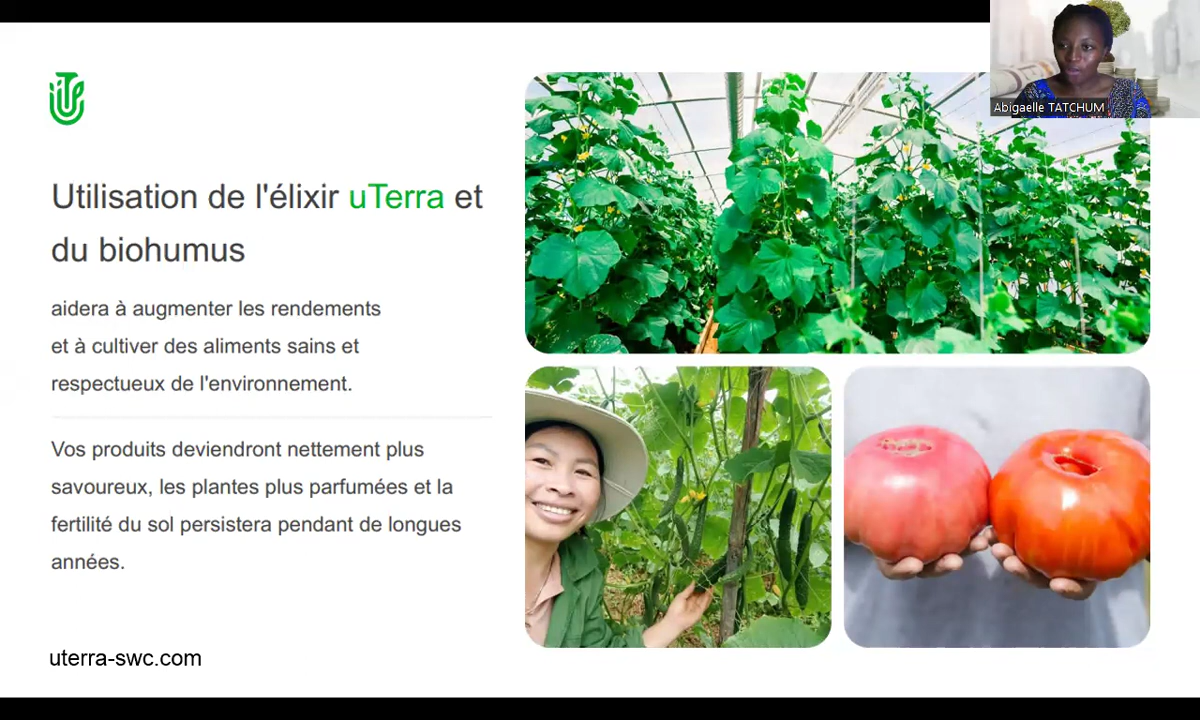 Abigaelle TATCHUM
Utilisation de l'élixir uTerra et
du biohumus
aidera à augmenter les rendements
et à cultiver des aliments sains et
respectueux de l'environnement.
Vos produits deviendront nettement plus
savoureux, les plantes plus parfumées et la
fertilité du sol persistera pendant de longues
années.
uterra-swc.com